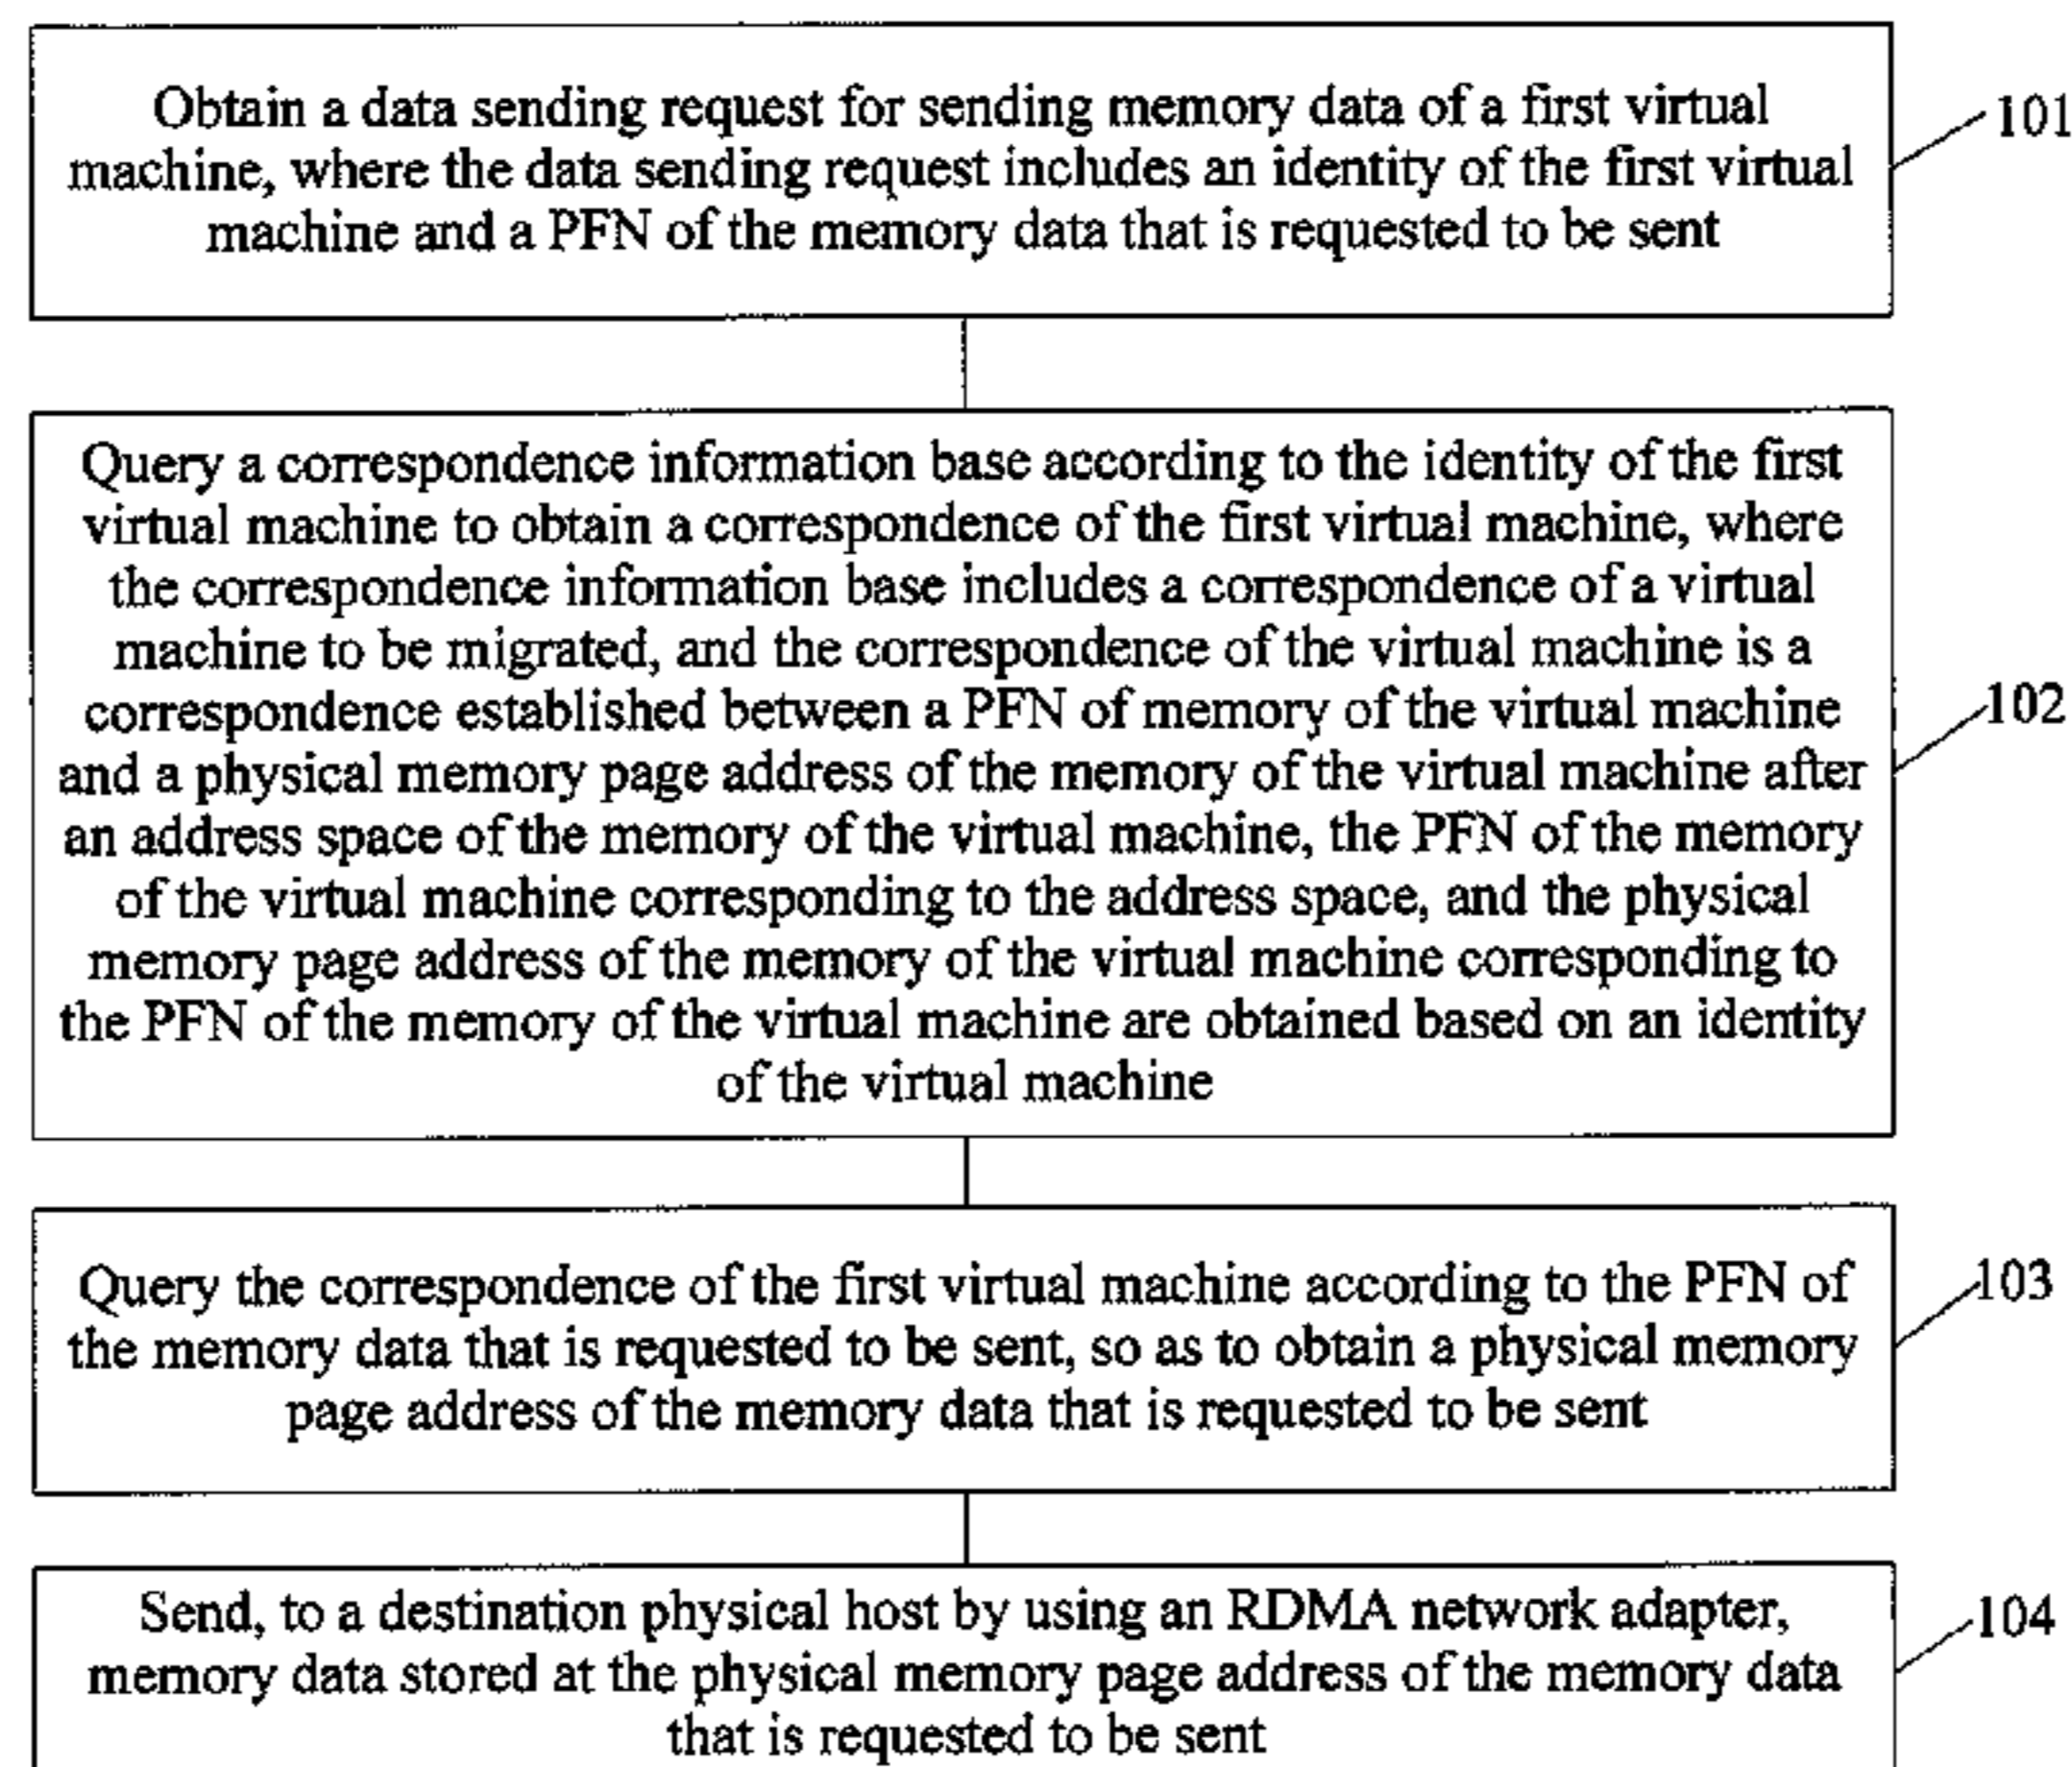 Obtain a data sending request for sending memory data of a first virtual
machine, where the data sending request includes an identity of the first virtual
machine and a PFN of the memory data that is requested to be sent
101
Query a correspondence information base according to the identity of the first
virtual machine to obtain a correspondence of the first virtual machine, where
the correspondence information base includes a correspondence of a virtual
machine to be migrated, and the correspondence of the virtual machine is a
correspondence established between a PFN of memory of the virtual machine
and a physical memory page address of the memory of the virtual machine after
an address space of the memory of the virtual machine, the PFN of the memory
of the virtual machine corresponding to the address space, and the physical
memory page address of the memory of the virtual machine corresponding to
the PFN of the memory of the virtual machine are obtained based on an identity
of the virtual machine
102
Query the correspondence of the first virtual machine according to the PFN of
the memory data that is requested to be sent, so as to obtain a physical memory
page address of the memory data that is requested to be sent
103
Send, to a destination physical host by using an RDMA network adapter,
memory data stored at the physical memory page address of the memory data
that is requested to be sent
104